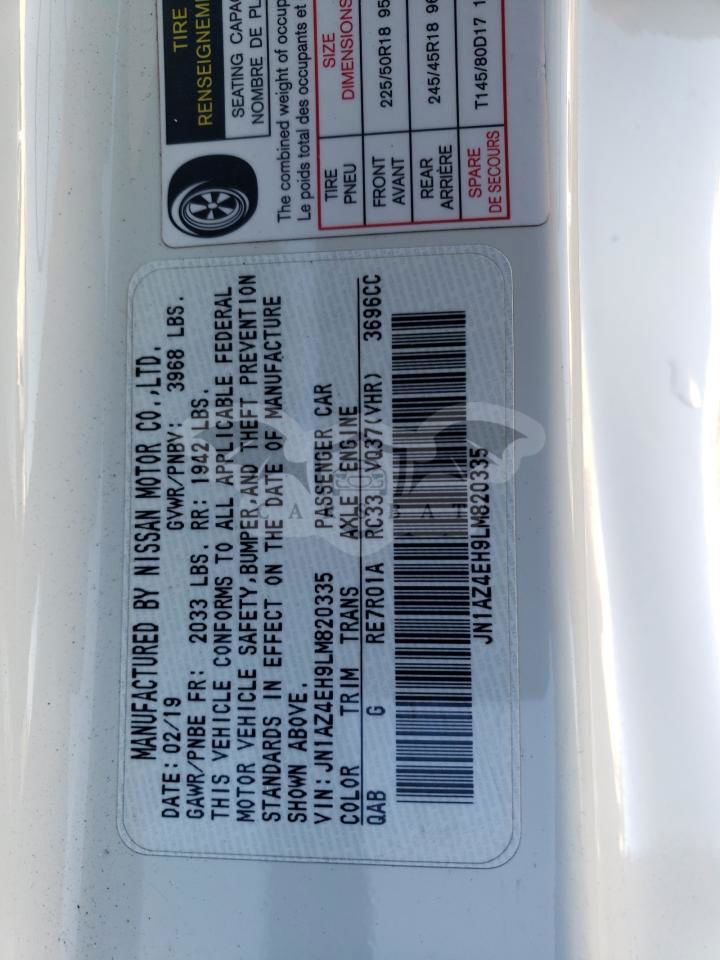 TIRE
RENSEIGNEME
SEATING CAPA
NOMBRE DE PL
The combined weight of occup
Le poids total des occupants et
TIRE SIZE
PNEU DIMENSIONS
FRONT 225/50R18 95
AVANT
REAR 245/45R18 96
ARRIÈRE
SPARE T145/80D17 1
DE SECOURS
MANUFACTURED BY NISSAN MOTOR CO.,LTD.
DATE: 02/19 GVWR/PNBV: 3968 LBS.
GAWR/PNBE FR: 2033 LBS. RR: 1942 LBS.
THIS VEHICLE CONFORMS TO ALL APPLICABLE FEDERAL
MOTOR VEHICLE SAFETY,BUMPER,AND THEFT PREVENTION
STANDARDS IN EFFECT ON THE DATE OF MANUFACTURE
SHOWN ABOVE.
VIN: JN1AZ4EH9LM820335 PASSENGER CAR
COLOR TRIM TRANS AXLE ENGINE
QAB G RE7R01A RC33 VQ37(VHR) 3696CC
JN1AZ4EH9LM820335